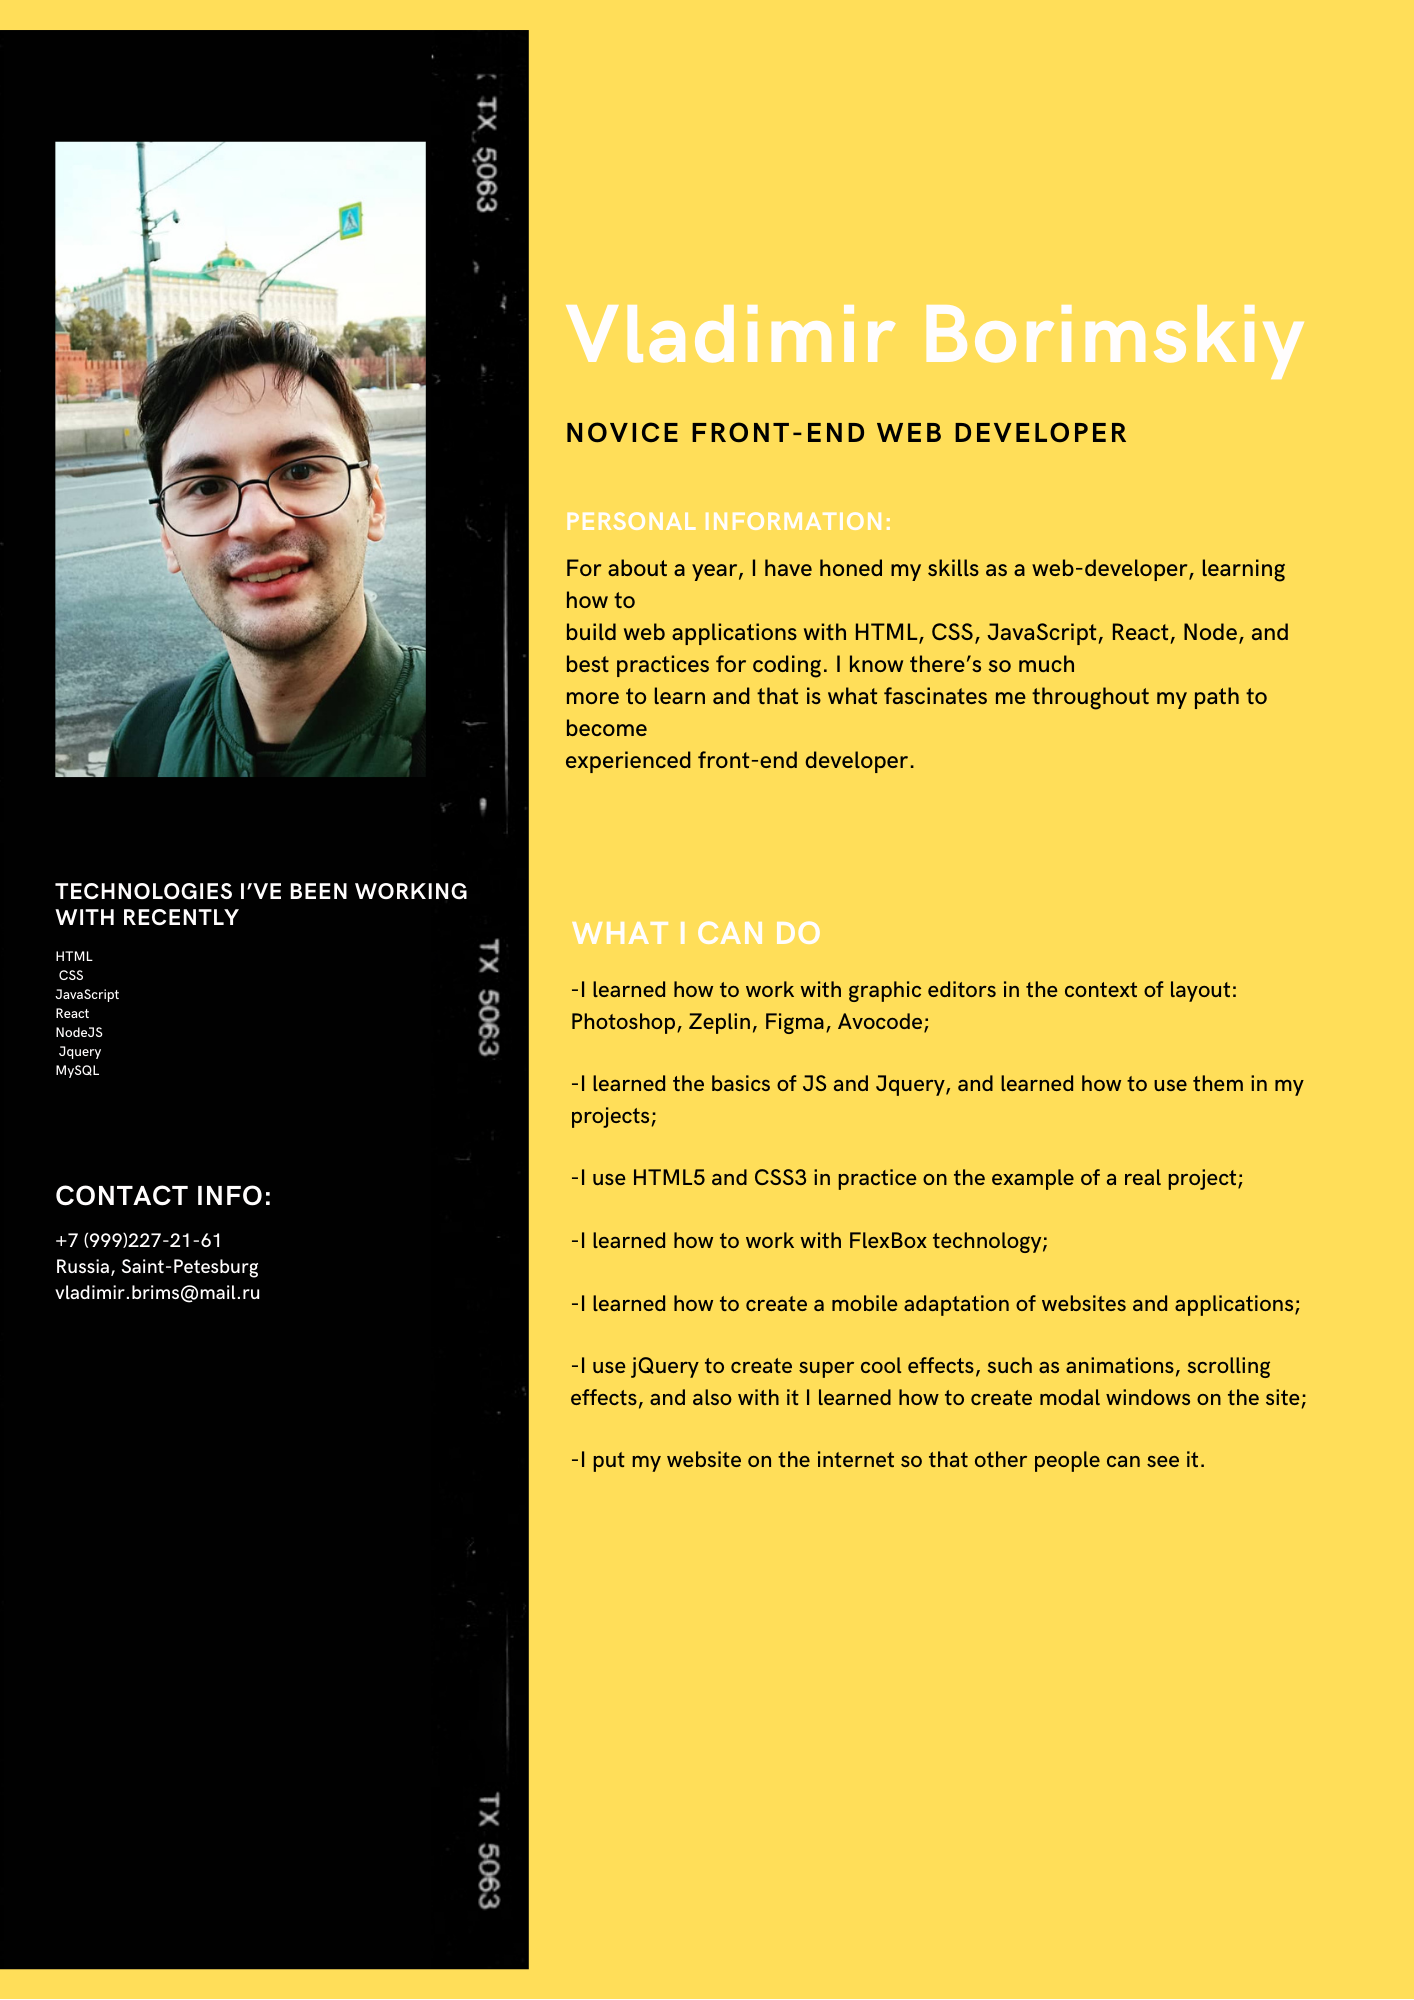 TX 5063
Vladimir Borimskiy
NOVICE FRONT-END WEB DEVELOPER
PERSONAL INFORMATION:
For about a year, I have honed my skills as a web-developer, learning
how to
build web applications with HTML, CSS, JavaScript, React, Node, and
best practices for coding. I know there’s so much
more to learn and that is what fascinates me throughout my path to
become
experienced front-end developer.
TECHNOLOGIES I’VE BEEN WORKING
WITH RECENTLY
HTML
CSS
JavaScript
React
NodeJS
Jquery
MySQL
TX 5063
CONTACT INFO:
+7 (999)227-21-61
Russia, Saint-Petesburg
vladimir.brims@mail.ru
WHAT I CAN DO
-I learned how to work with graphic editors in the context of layout:
Photoshop, Zeplin, Figma, Avocode;
-I learned the basics of JS and Jquery, and learned how to use them in my
projects;
-I use HTML5 and CSS3 in practice on the example of a real project;
-I learned how to work with FlexBox technology;
-I learned how to create a mobile adaptation of websites and applications;
-I use jQuery to create super cool effects, such as animations, scrolling
effects, and also with it I learned how to create modal windows on the site;
-I put my website on the internet so that other people can see it.
TX 5063